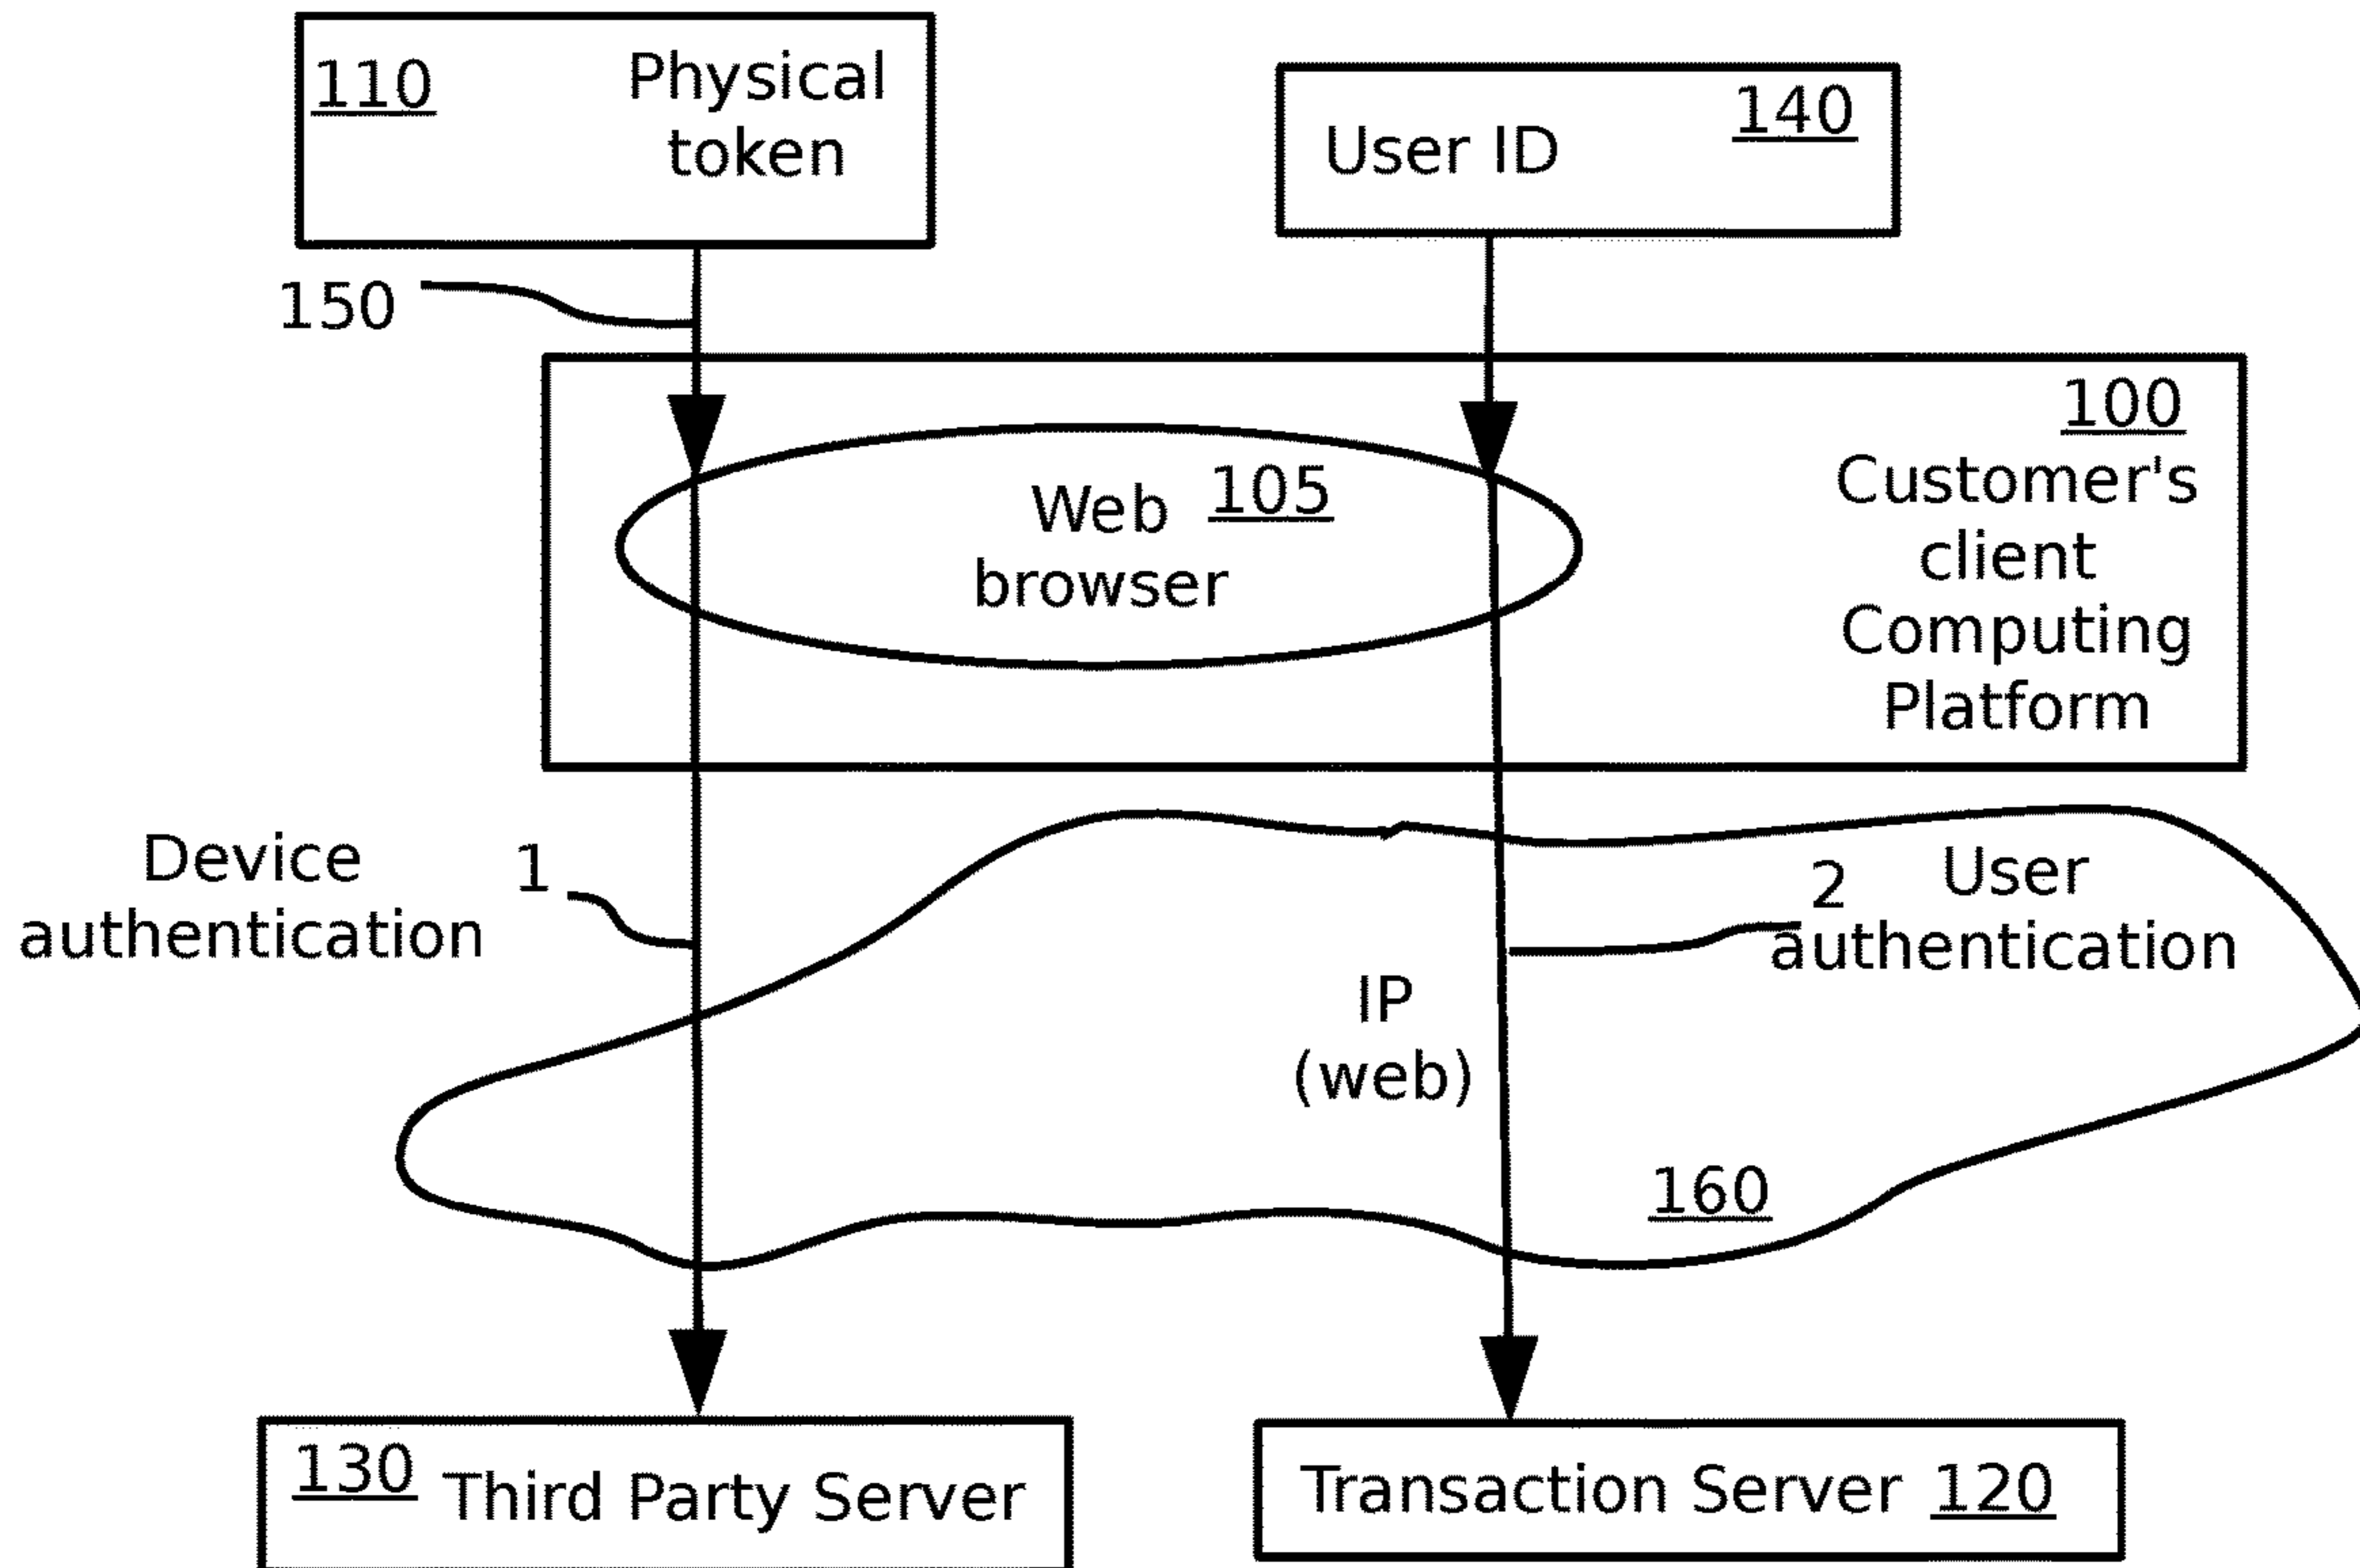 110
Physical
token
140
User ID
150
100
Customer's
client
Computing
Platform
Web 105
browser
Device
authentication
1
2
User
authentication
IP
(web)
160
130
Third Party Server
Transaction Server 120